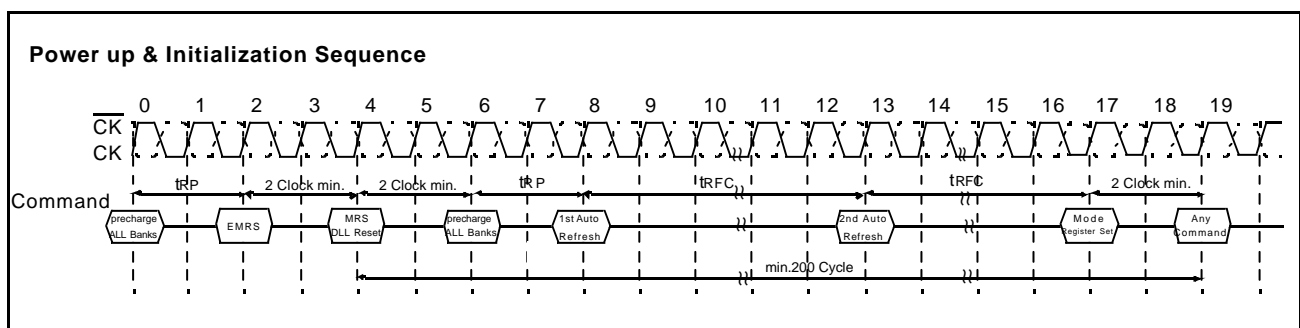 Power up & Initialization Sequence
0 1 2 3 4 5 6 7 8 9 10 11 12 13 14 15 16 17 18 19
CK
CK
tRP 2 Clock min. 2 Clock min. tRP tRFC tRFC 2 Clock min.
Command
precharge
ALL Banks
EMRS
MRS
DLL Reset
precharge
ALL Banks
1st Auto
Refresh
2nd Auto
Refresh
Mode
Register Set
Any
Command
min.200 Cycle